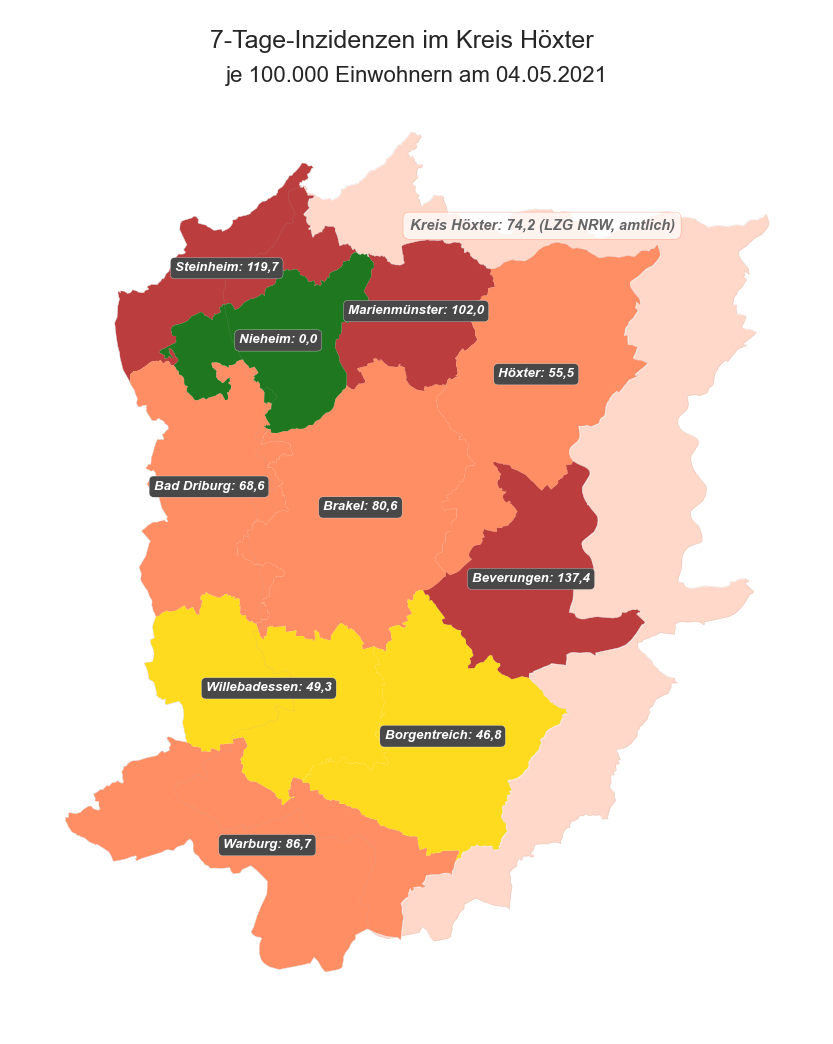 7-Tage-Inzidenzen im Kreis Höxter
je 100.000 Einwohnern am 04.05.2021
Kreis Höxter: 74,2 (LZG NRW, amtlich)
Steinheim: 119,7
Marienmünster: 102,0
Nieheim: 0,0
Höxter: 55,5
Bad Driburg: 68,6
Brakel: 80,6
Beverungen: 137,4
Willebadessen: 49,3
Borgentreich: 46,8
Warburg: 86,7